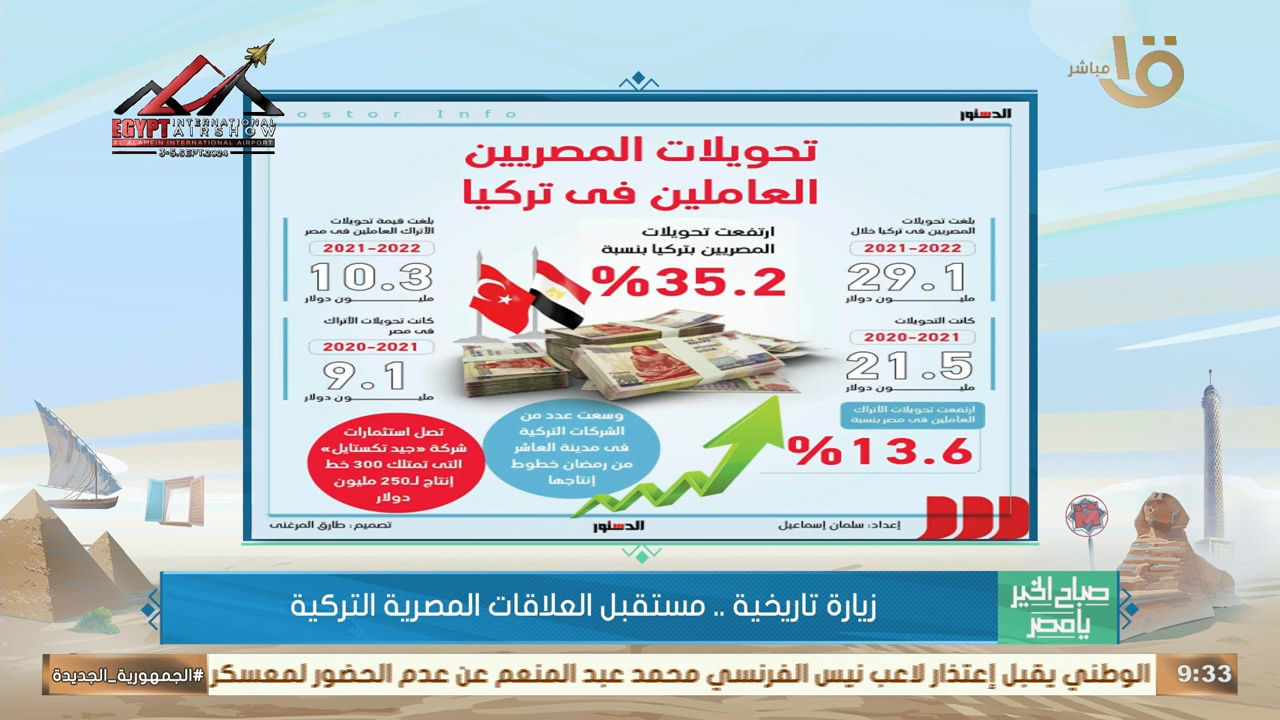 مباشر
EGYPT INTERNATIONAL
AIRSHOW
EL ALAMEIN INTERNATIONAL AIRPORT
3-5.SEPT.2024
ostor Info
الدستور
تحويلات المصريين
العاملين فى تركيا
بلغت تحويلات
المصريين فى تركيا خلال
2021-2022
29.1
مليون دولار
كانت التحويلات
2020-2021
21.5
مليون دولار
ارتفعت تحويلات
المصريين بتركيا بنسبة
%35.2
بلغت قيمة تحويلات
الأتراك العاملين فى مصر
2021-2022
10.3
مليون دولار
كانت تحويلات الأتراك
فى مصر
2020-2021
9.1
مليون دولار
ارتفعت تحويلات الأتراك
العاملين فى مصر بنسبة
%13.6
وسعت عدد من
الشركات التركية
فى مدينة العاشر
من رمضان خطوط
إنتاجها
تصل استثمارات
شركة «جيد تكستايل»
التى تمتلك 300 خط
إنتاج لـ250 مليون
دولار
إعداد: سلمان إسماعيل
الدستور
تصميم: طارق المرغنى
صباح الخير
يا مصر
زيارة تاريخية .. مستقبل العلاقات المصرية التركية
9:33
الوطني يقبل إعتذار لاعب نيس الفرنسي محمد عبد المنعم عن عدم الحضور لمعسكر
#الجمهورية_الجديدة